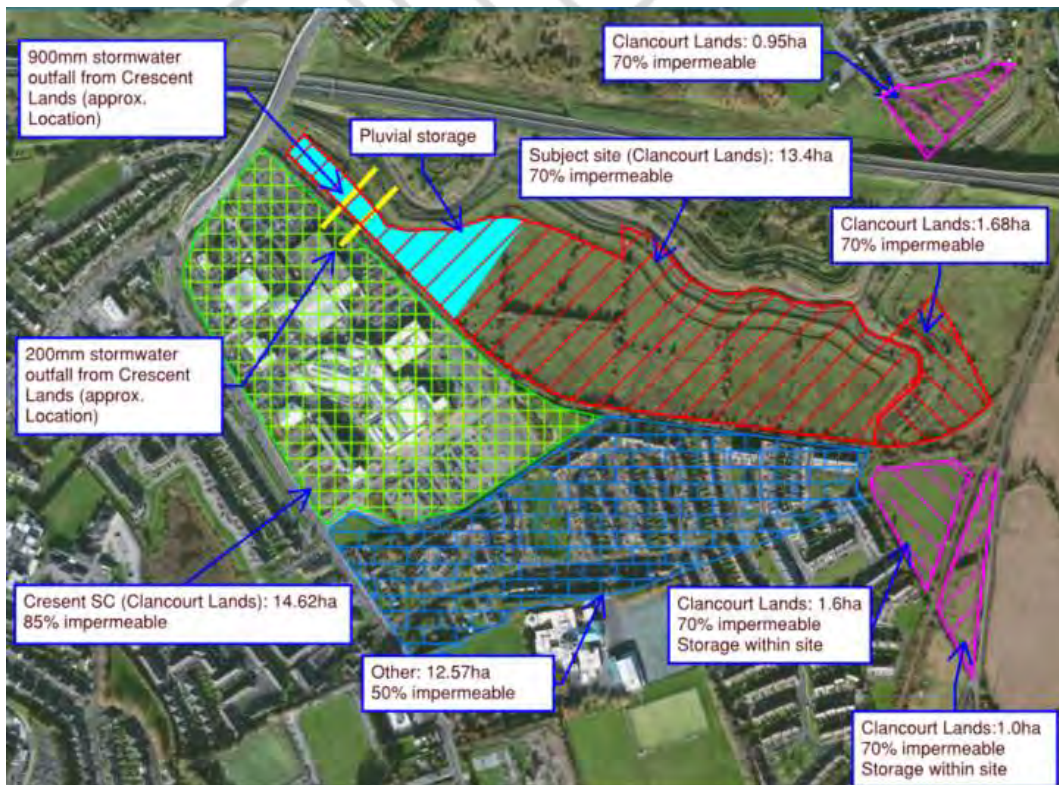 900mm stormwater
outfall from Crescent
Lands (approx.
Location)
Clancourt Lands: 0.95ha
70% impermeable
Pluvial storage
Subject site (Clancourt Lands): 13.4ha
70% impermeable
Clancourt Lands:1.68ha
70% impermeable
200mm stormwater
outfall from Crescent
Lands (approx.
Location)
Cresent SC (Clancourt Lands): 14.62ha
85% impermeable
Other: 12.57ha
50% impermeable
Clancourt Lands: 1.6ha
70% impermeable
Storage within site
Clancourt Lands:1.0ha
70% impermeable
Storage within site